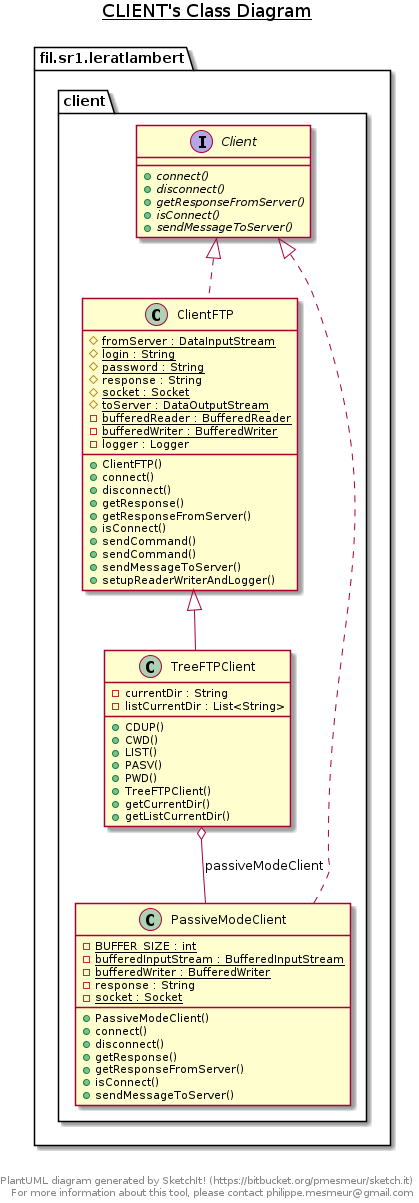 CLIENT's Class Diagram
fil.sr1.leratlambert
client
I Client
connect()
disconnect()
getResponseFromServer()
isConnect()
sendMessageToServer()
C ClientFTP
fromServer : DataInputStream
login : String
password : String
response : String
socket : Socket
toServer : DataOutputStream
bufferedReader : BufferedReader
bufferedWriter : BufferedWriter
logger : Logger
ClientFTP()
connect()
disconnect()
getResponse()
getResponseFromServer()
isConnect()
sendCommand()
sendCommand()
sendMessageToServer()
setupReaderWriterAndLogger()
C TreeFTPClient
currentDir : String
listCurrentDir : List<String>
CDUP()
CWD()
LIST()
PASV()
PWD()
TreeFTPClient()
getCurrentDir()
getListCurrentDir()
passiveModeClient
C PassiveModeClient
BUFFER_SIZE : int
bufferedInputStream : BufferedInputStream
bufferedWriter : BufferedWriter
response : String
socket : Socket
PassiveModeClient()
connect()
disconnect()
getResponse()
getResponseFromServer()
isConnect()
sendMessageToServer()
PlantUML diagram generated by SketchIt! (https://bitbucket.org/pmesmeur/sketch.it)
For more information about this tool, please contact philippe.mesmeur@gmail.com